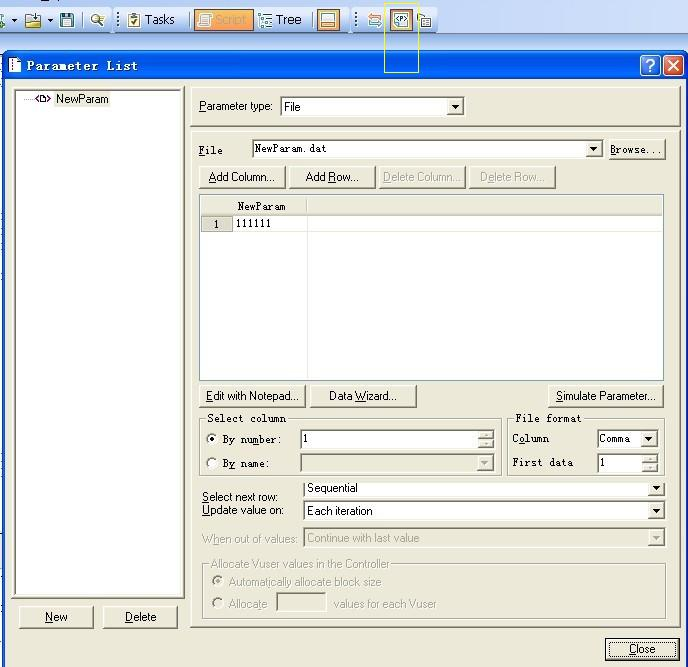 Tasks Script Tree
Parameter List
NewParam
Parameter type: File
File NewParam.dat Browse...
Add Column... Add Row... Delete Column... Delete Row...
NewParam
1 111111
Edit with Notepad... Data Wizard... Simulate Parameter...
Select column File format
By number: 1 Column Comma
By name: First data 1
Select next row: Sequential
Update value on: Each iteration
When out of values: Continue with last value
Allocate Vuser values in the Controller
Automatically allocate block size
Allocate values for each Vuser
New Delete
Close